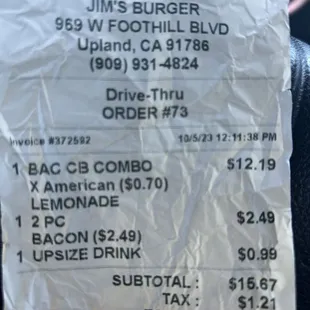 JIM'S BURGER
969 W FOOTHILL BLVD
Upland, CA 91786
(909) 931-4824
Drive-Thru
ORDER #73
Invoice #372592 10/5/23 12:11:38 PM
1 BAC CB COMBO $12.19
X American ($0.70)
LEMONADE
1 2 PC $2.49
BACON ($2.49)
1 UPSIZE DRINK $0.99
SUBTOTAL : $15.67
TAX : $1.21